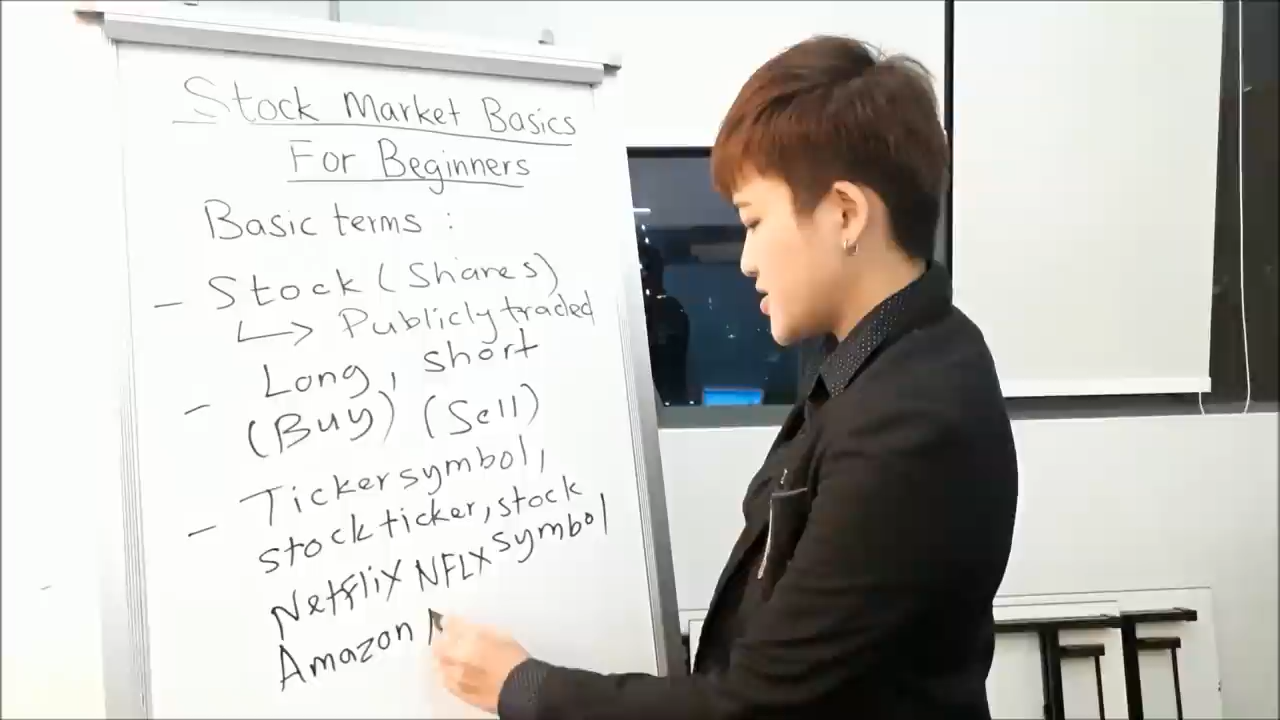 Stock Market Basics
For Beginners
Basic terms :
- Stock (Shares)
Publicly traded
- Long, short
(Buy) (Sell)
- Ticker symbol,
stock ticker, stock
symbol
Netflix NFLX
Amazon